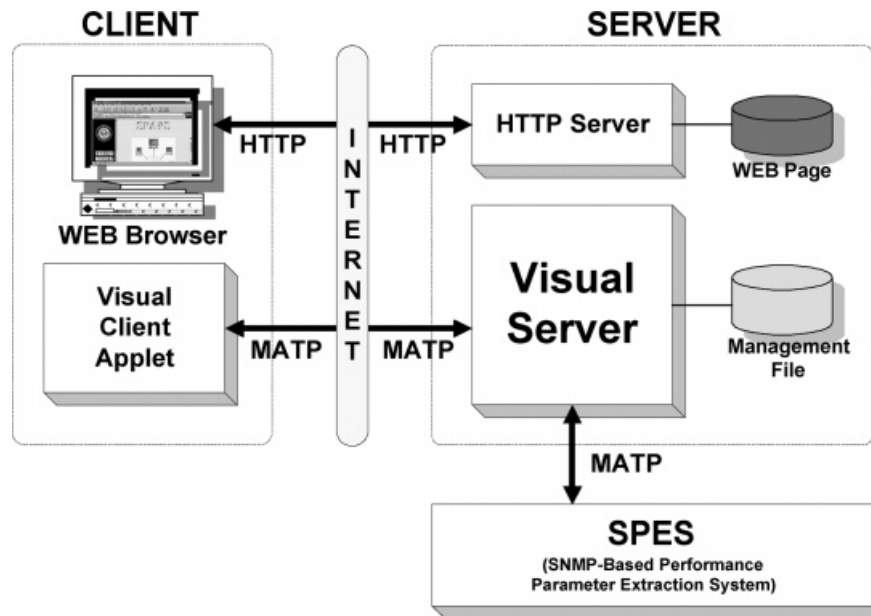 CLIENT
SERVER
HTTP
HTTP
HTTP Server
WEB Page
WEB Browser
INTERNET
Visual
Client
Applet
MATP
MATP
Visual
Server
Management
File
MATP
SPES
(SNMP-Based Performance
Parameter Extraction System)